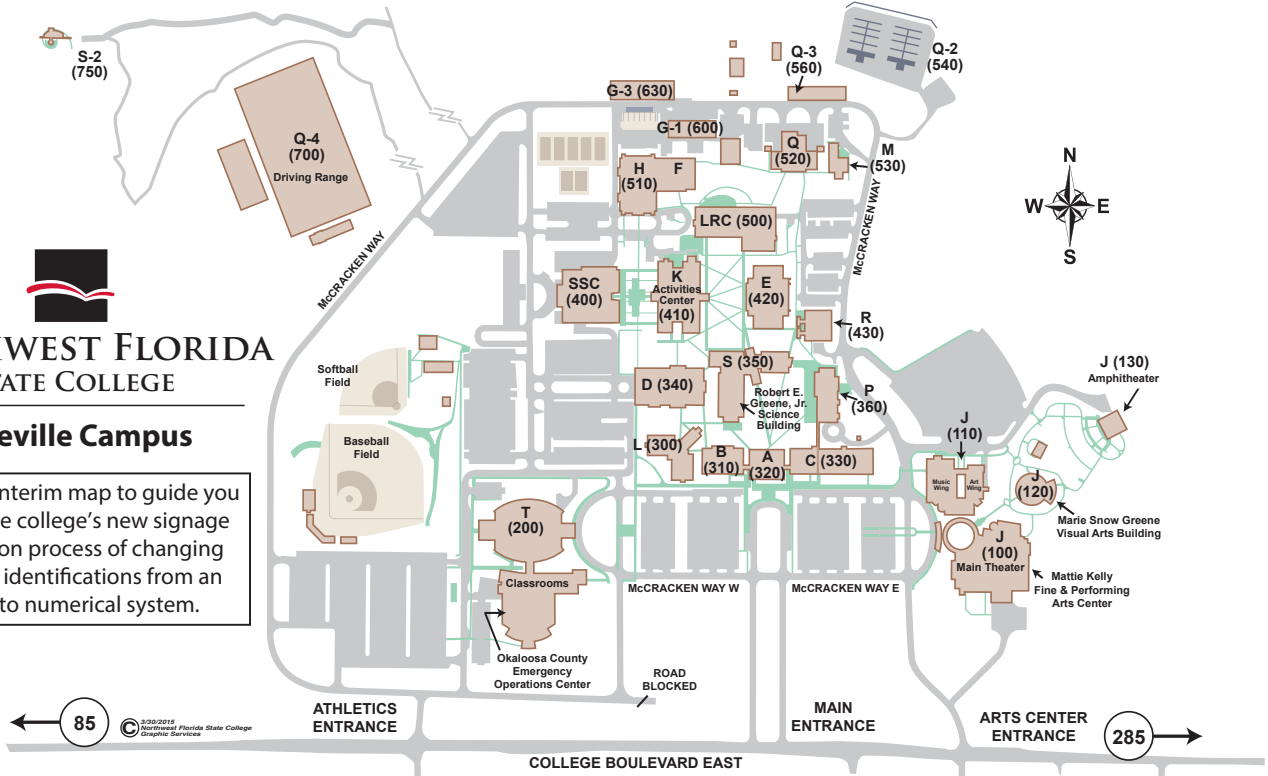 S-2
(750)
Q-4
(700)
Driving Range
G-3 (630)
G-1 (600)
Q-3
(560)
Q-2
(540)
Q
(520)
M
(530)
H
(510)
F
LRC (500)
McCRACKEN WAY
McCRACKEN WAY
N
W
E
S
SSC
(400)
K
Activities
Center
(410)
E
(420)
R
(430)
WEST FLORIDA
TATE COLLEGE
eville Campus
nterim map to guide you
e college's new signage
on process of changing
identifications from an
to numerical system.
Softball
Field
Baseball
Field
S (350)
D (340)
Robert E.
Greene, Jr.
Science
Building
P
(360)
L (300)
B
(310)
A
(320)
C (330)
J (130)
Amphitheater
J
(110)
Music
Wing
Art
Wing
J
(120)
Marie Snow Greene
Visual Arts Building
J
(100)
Main Theater
Mattie Kelly
Fine & Performing
Arts Center
T
(200)
Classrooms
McCRACKEN WAY W
McCRACKEN WAY E
Okaloosa County
Emergency
Operations Center
ROAD
BLOCKED
85
C
3/30/2015
Northwest Florida State College
Graphic Services
ATHLETICS
ENTRANCE
MAIN
ENTRANCE
ARTS CENTER
ENTRANCE
285
COLLEGE BOULEVARD EAST